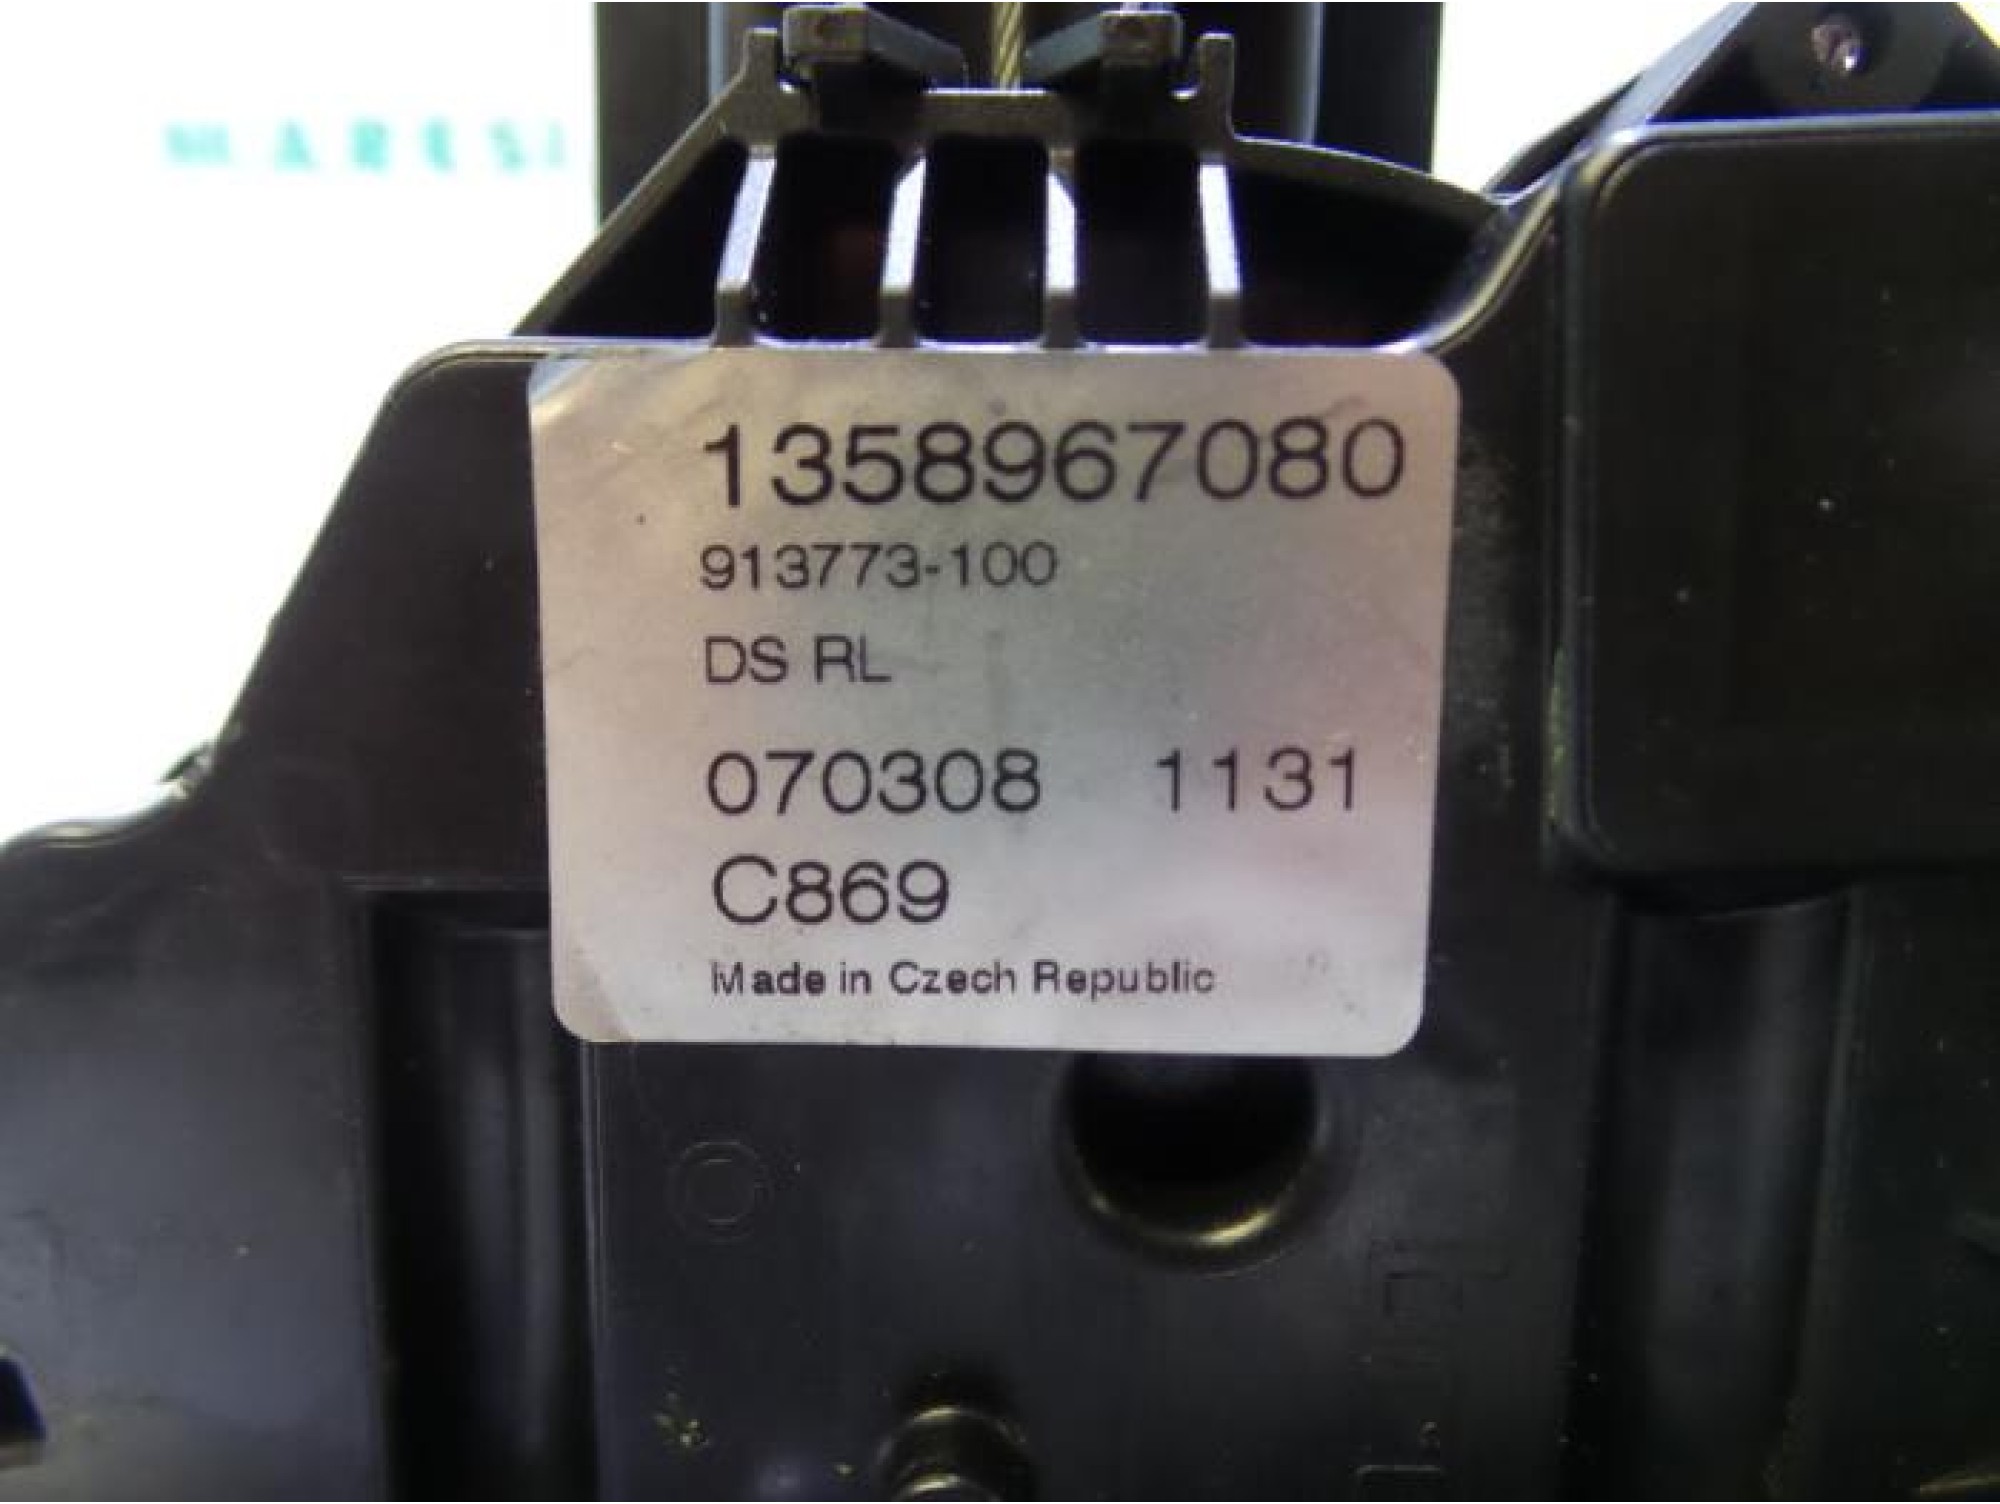 1358967080
913773-100
DS RL
070308 1131
C869
Made in Czech Republic